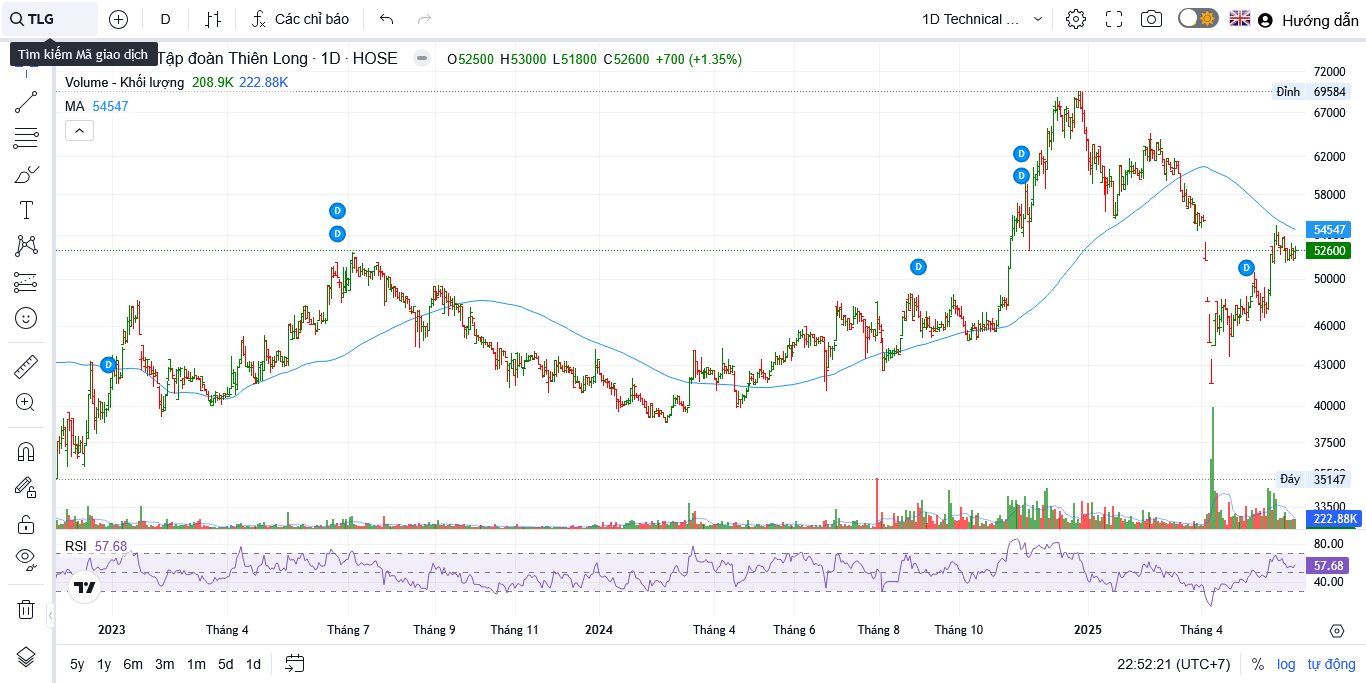 TLG
D
Các chỉ báo
1D Technical ...
Hướng dẫn
Tìm kiếm Mã giao dịch
Tập đoàn Thiên Long · 1D · HOSE
O52500 H53000 L51800 C52600 +700 (+1.35%)
Volume - Khối lượng 208.9K 222.88K
MA 54547
72000
Đỉnh 69584
67000
62000
58000
54547
52600
50000
46000
43000
40000
37500
Đáy 35147
33500
222.88K
RSI 57.68
80.00
57.68
40.00
D
D
D
D
D
D
D
2023 Tháng 4 Tháng 7 Tháng 9 Tháng 11 2024 Tháng 4 Tháng 6 Tháng 8 Tháng 10 2025 Tháng 4
5y 1y 6m 3m 1m 5d 1d
22:52:21 (UTC+7) % log tự động